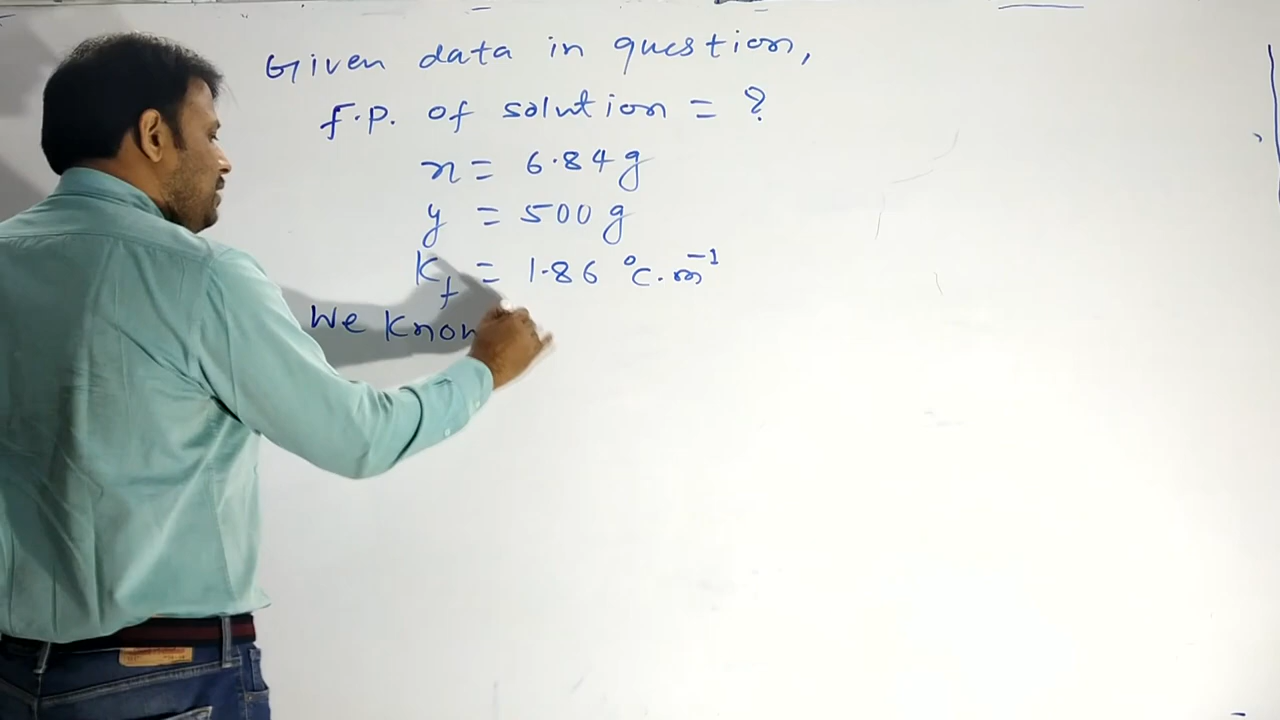 Given data in question,
f.p. of solution = ?
x = 6.84 g
y = 500 g
Kf = 1.86 °C.m⁻¹
We know